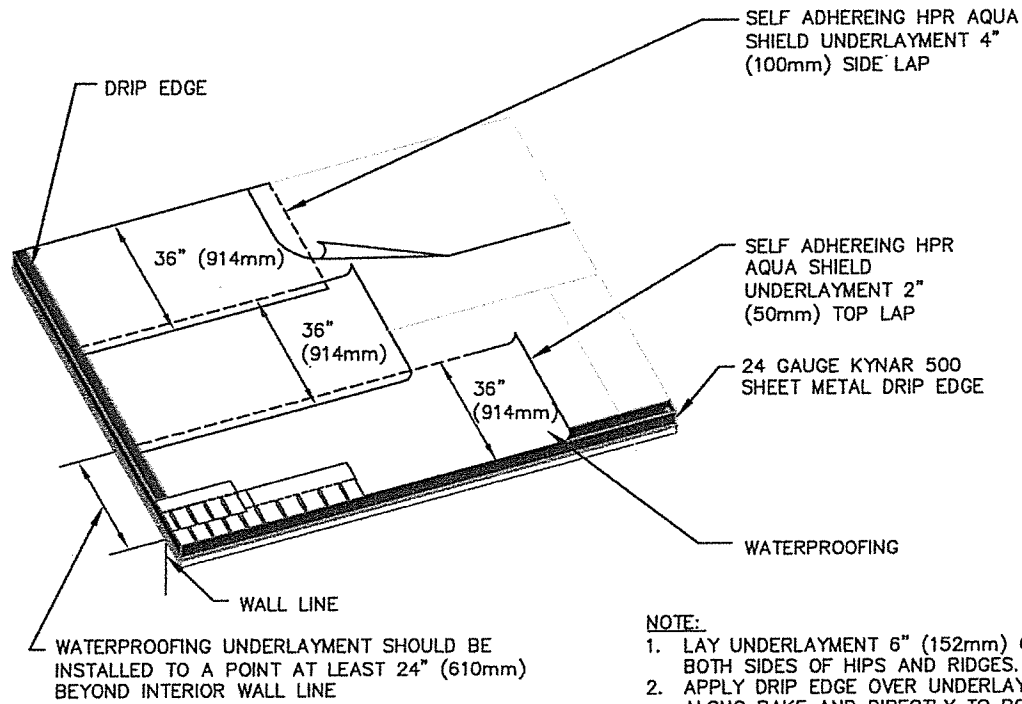 SELF ADHEREING HPR AQUA
SHIELD UNDERLAYMENT 4"
(100mm) SIDE LAP
DRIP EDGE
36" (914mm)
SELF ADHEREING HPR
AQUA SHIELD
UNDERLAYMENT 2"
(50mm) TOP LAP
36"
(914mm)
24 GAUGE KYNAR 500
SHEET METAL DRIP EDGE
36"
(914mm)
WATERPROOFING
WALL LINE
WATERPROOFING UNDERLAYMENT SHOULD BE
INSTALLED TO A POINT AT LEAST 24" (610mm)
BEYOND INTERIOR WALL LINE
NOTE:
1. LAY UNDERLAYMENT 6" (152mm)
BOTH SIDES OF HIPS AND RIDGES.
2. APPLY DRIP EDGE OVER